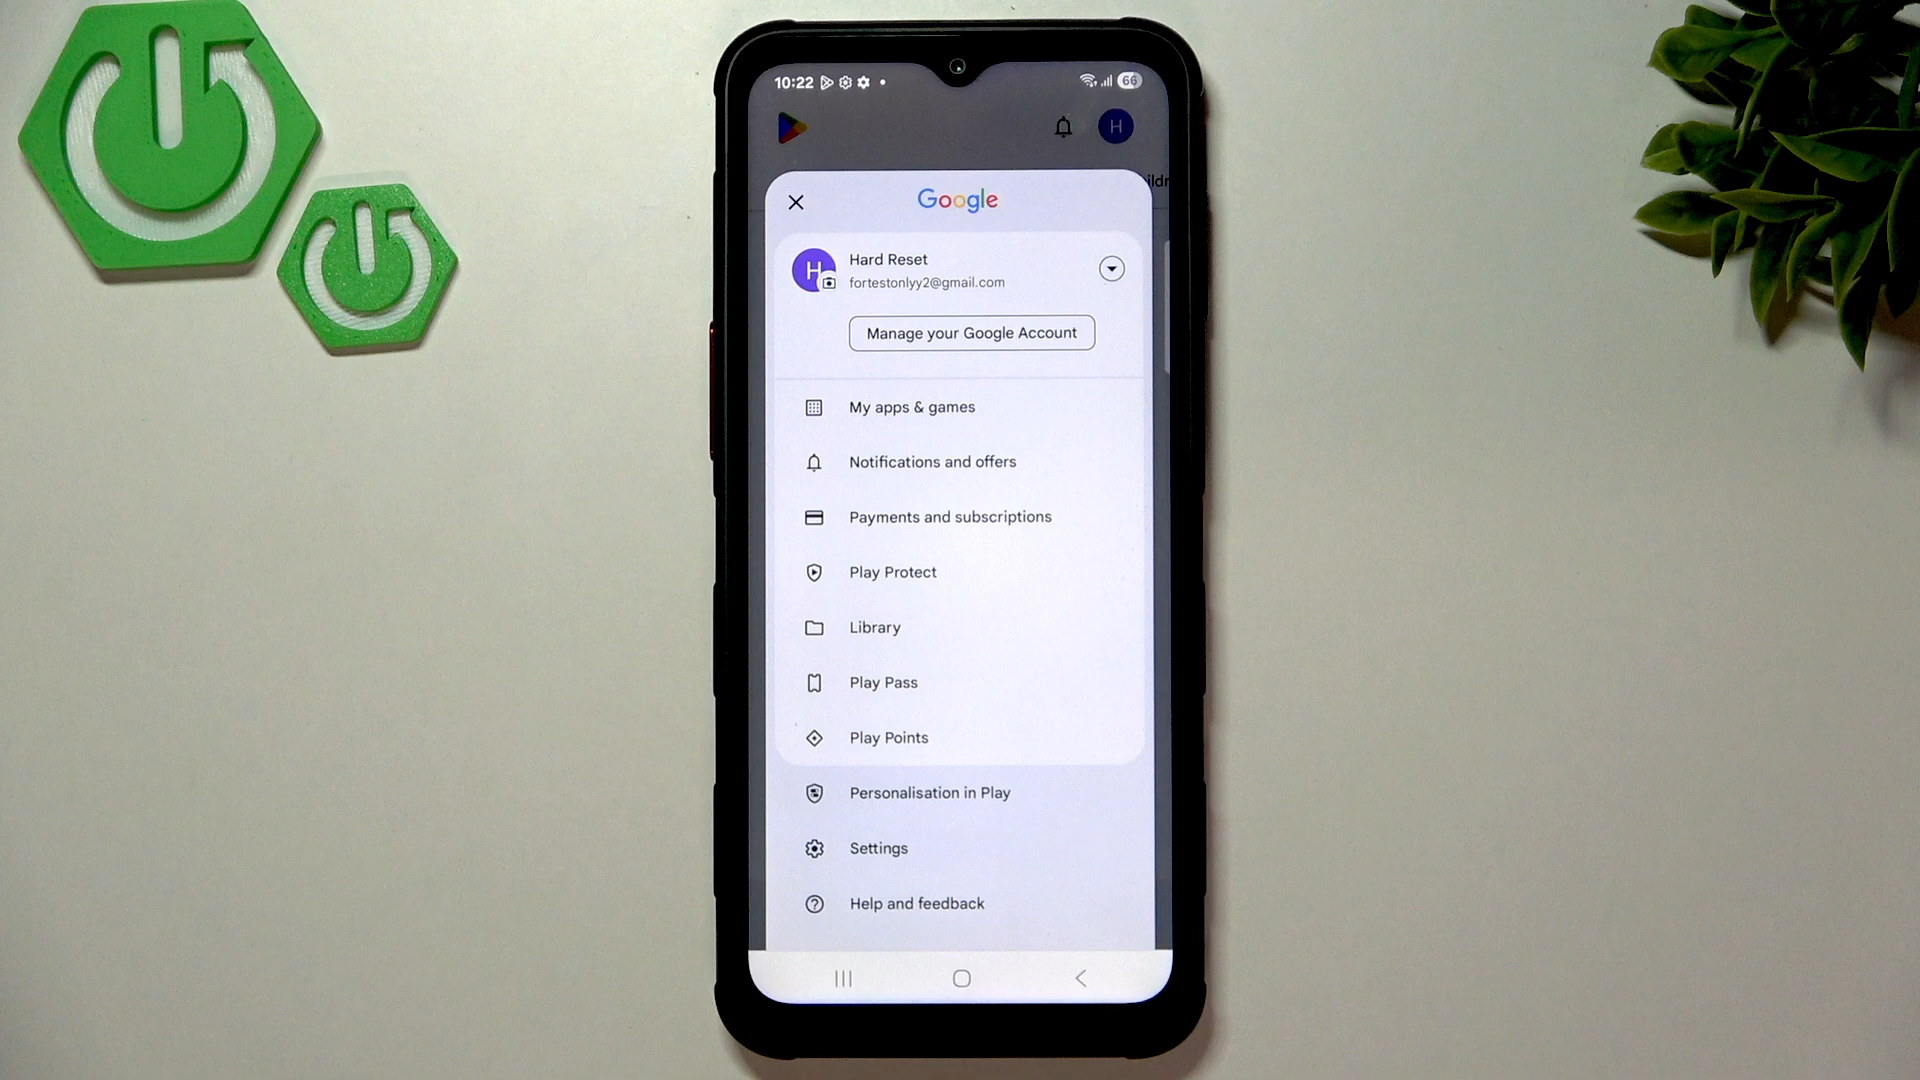 10:22
66
H
ildr
Google
H
Hard Reset
fortestonlyy2@gmail.com
Manage your Google Account
My apps & games
Notifications and offers
Payments and subscriptions
Play Protect
Library
Play Pass
Play Points
Personalisation in Play
Settings
Help and feedback